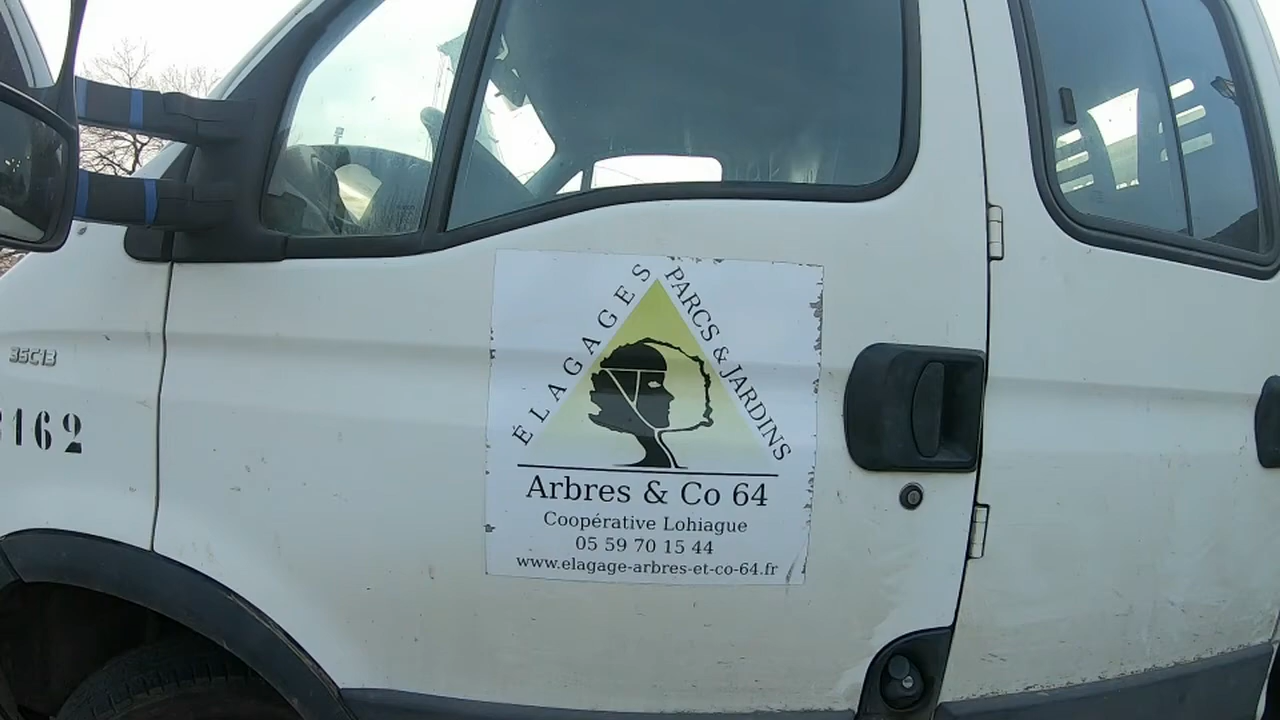 35C13
162
ÉLAGAGES PARCS & JARDINS
Arbres & Co 64
Coopérative Lohiague
05 59 70 15 44
www.elagage-arbres-et-co-64.fr